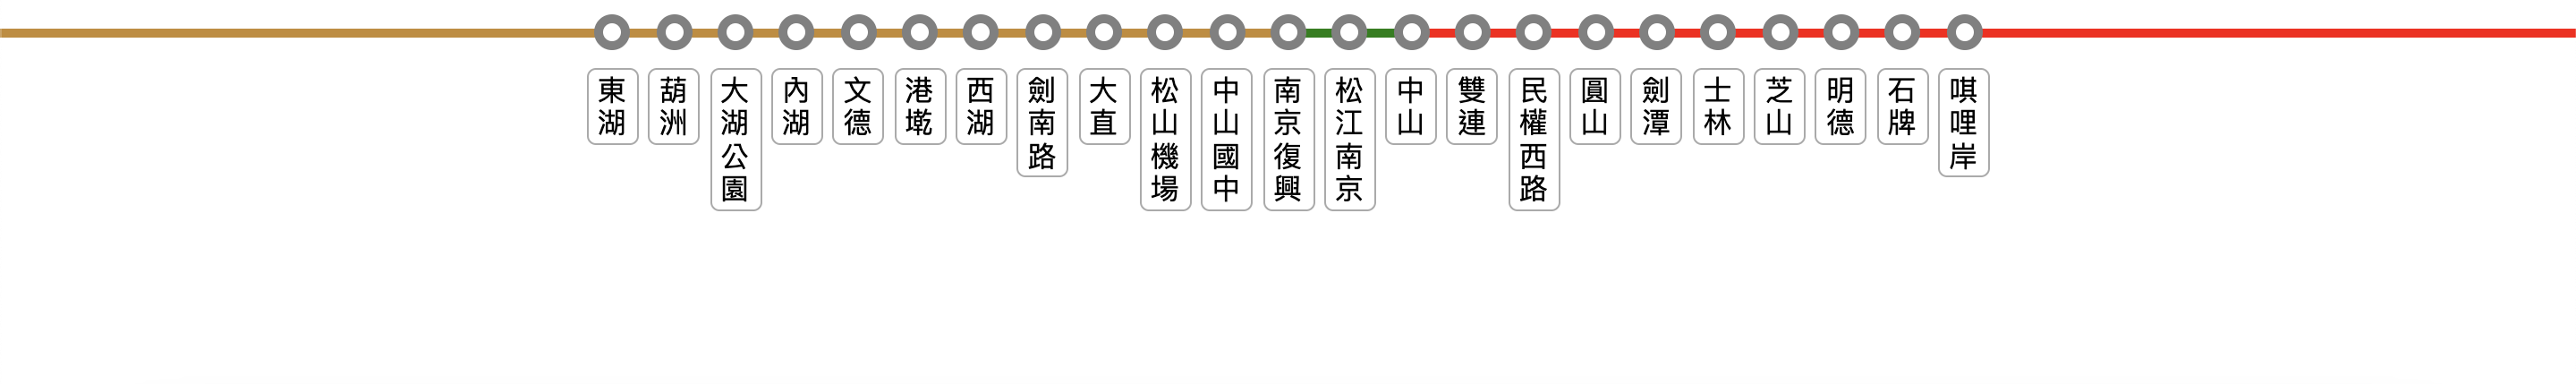 東湖
葫洲
大湖公園
內湖
文德
港墘
西湖
劍南路
大直
松山機場
中山國中
南京復興
松江南京
中山
雙連
民權西路
圓山
劍潭
士林
芝山
明德
石牌
唭哩岸